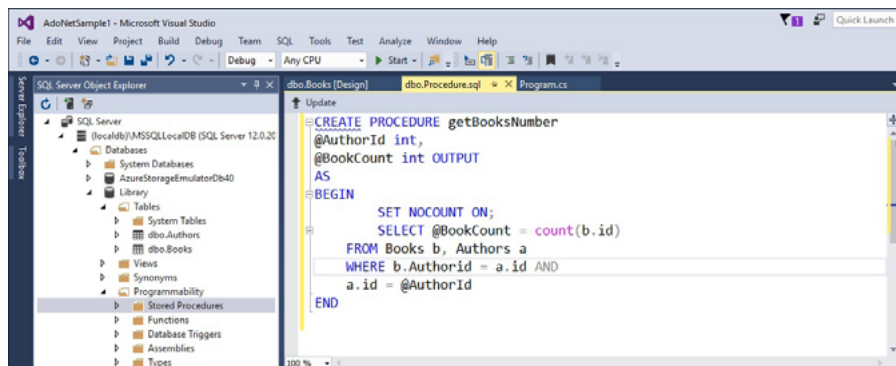 AdoNetSample1 - Microsoft Visual Studio
1
Quick Launch
File Edit View Project Build Debug Team SQL Tools Test Analyze Window Help
Debug Any CPU Start
Server Explorer
Toolbox
SQL Server Object Explorer
SQL Server
(localdb)\MSSQLLocalDB (SQL Server 12.0.20
Databases
System Databases
AzureStorageEmulatorDb40
Library
Tables
System Tables
dbo.Authors
dbo.Books
Views
Synonyms
Programmability
Stored Procedures
Functions
Database Triggers
Assemblies
Types
dbo.Books [Design] dbo.Procedure.sql Program.cs
Update
CREATE PROCEDURE getBooksNumber
@AuthorId int,
@BookCount int OUTPUT
AS
BEGIN
SET NOCOUNT ON;
SELECT @BookCount = count(b.id)
FROM Books b, Authors a
WHERE b.Authorid = a.id AND
a.id = @AuthorId
END
100 %